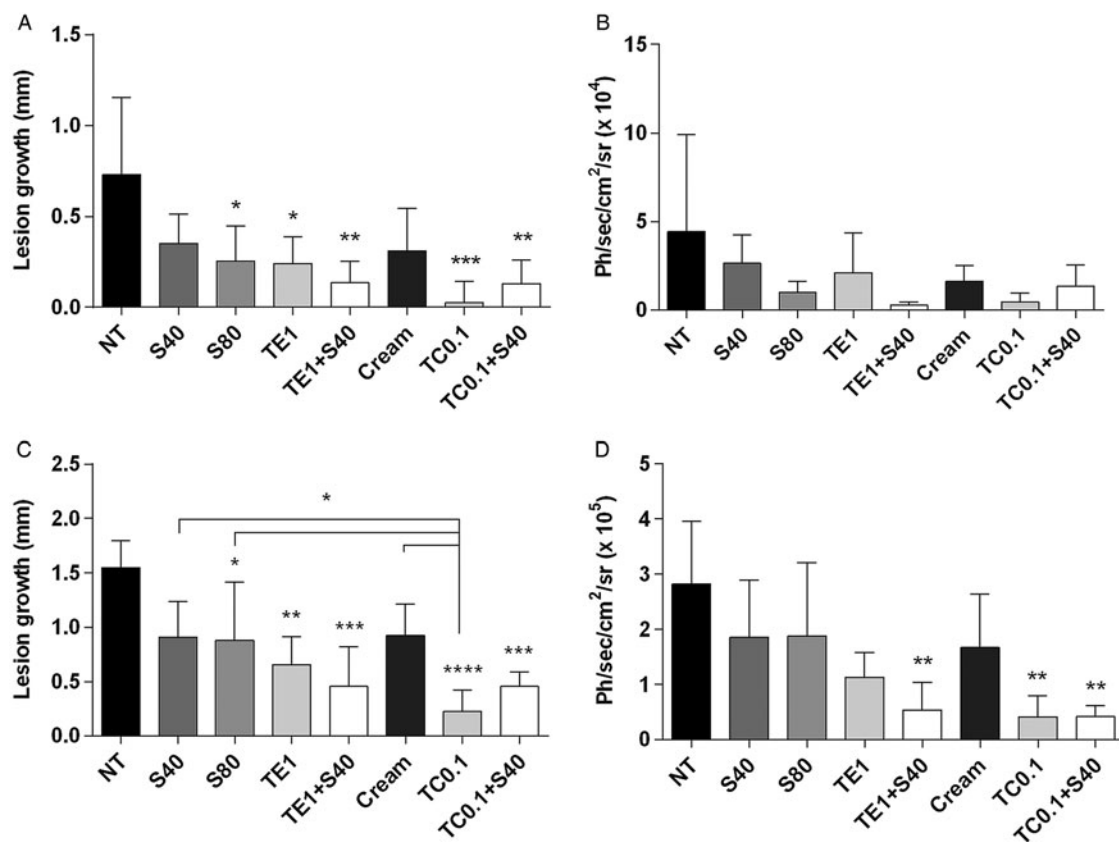 A
Lesion growth (mm)
1.5
1.0
0.5
0.0
*
*
**
***
**
NT
S40
S80
TE1
TE1+S40
Cream
TC0.1
TC0.1+S40
B
Ph/sec/cm²/sr (x 10⁴)
15
10
5
0
NT
S40
S80
TE1
TE1+S40
Cream
TC0.1
TC0.1+S40
C
Lesion growth (mm)
2.5
2.0
1.5
1.0
0.5
0.0
*
*
**
***
****
***
NT
S40
S80
TE1
TE1+S40
Cream
TC0.1
TC0.1+S40
D
Ph/sec/cm²/sr (x 10⁵)
5
4
3
2
1
0
**
**
**
NT
S40
S80
TE1
TE1+S40
Cream
TC0.1
TC0.1+S40